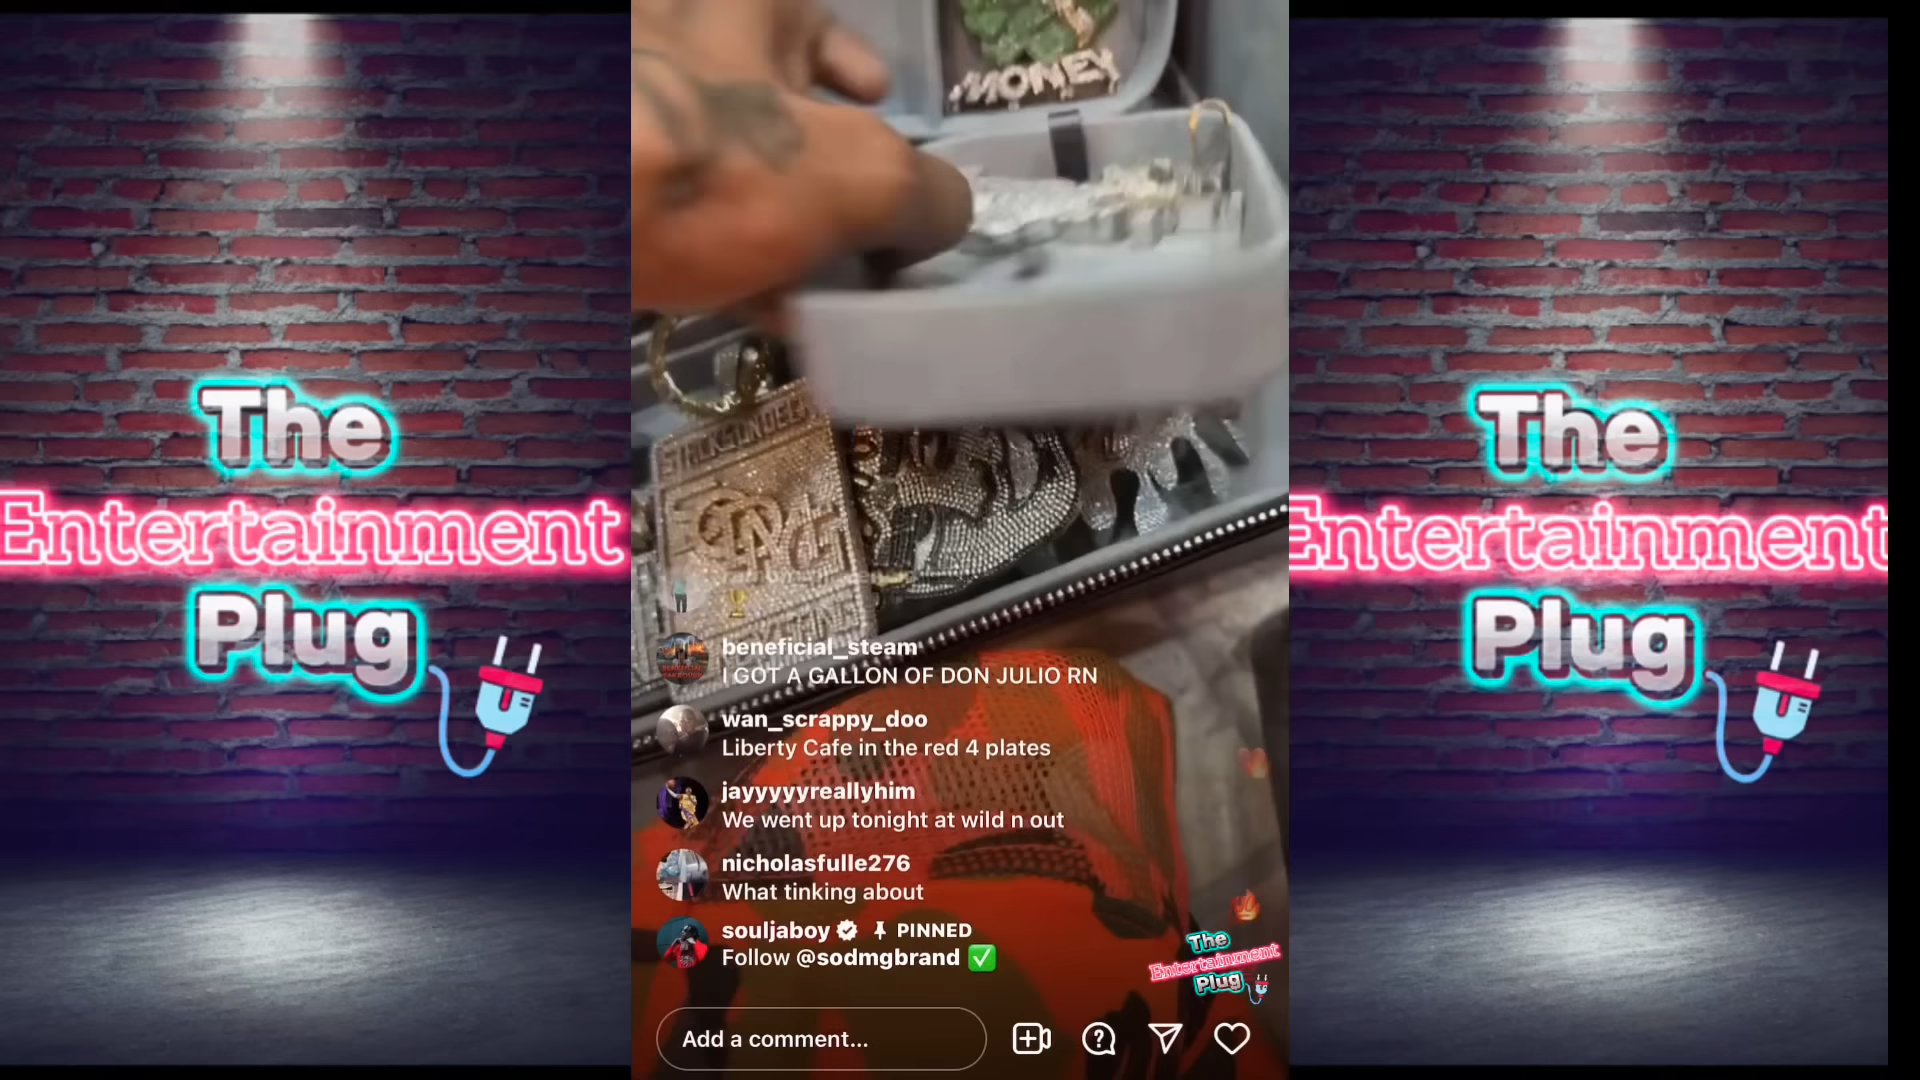 The
Entertainment
Plug
MONEY
beneficial_steam
I GOT A GALLON OF DON JULIO RN
wan_scrappy_doo
Liberty Cafe in the red 4 plates
jayyyyyreallyhim
We went up tonight at wild n out
nicholasfulle276
What tinking about
souljaboy PINNED
Follow @sodmgbrand ✅
Add a comment...
The
Entertainment
Plug
The
Entertainment
Plug